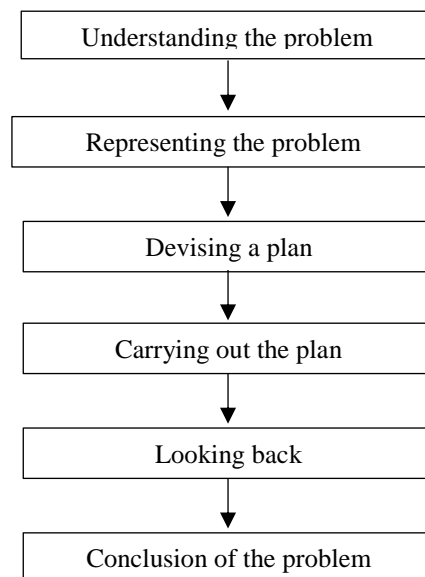 Understanding the problem
Representing the problem
Devising a plan
Carrying out the plan
Looking back
Conclusion of the problem